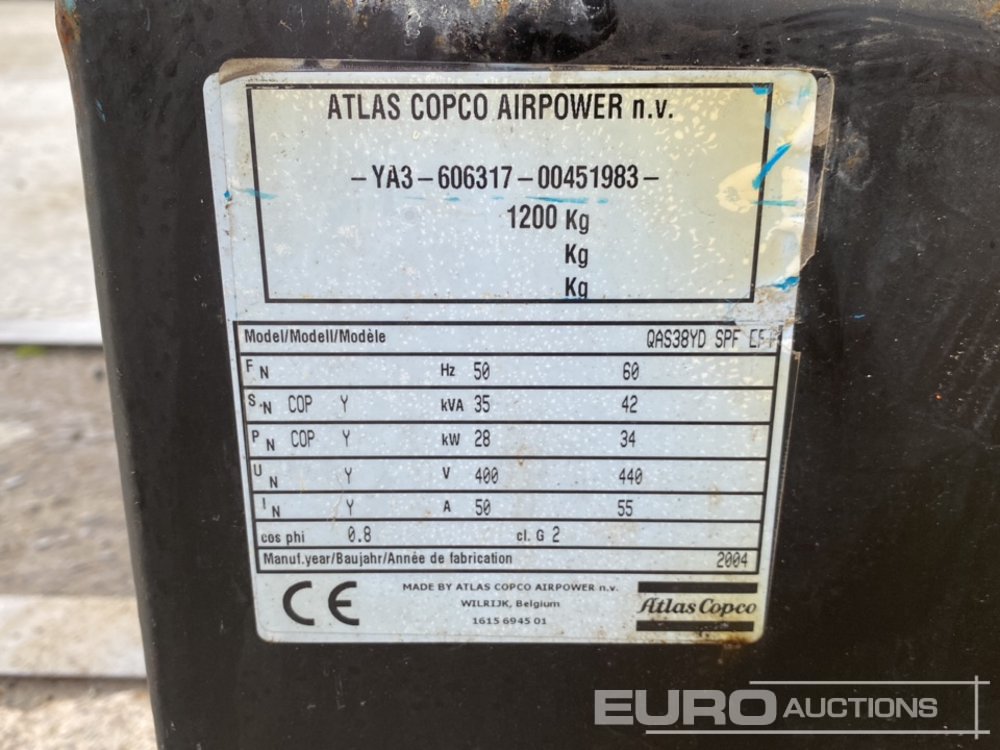 ATLAS COPCO AIRPOWER n.v.
-YA3-606317-00451983-
1200 Kg
Kg
Kg
Model/Modell/Modèle QAS38YD SPF
F N Hz 50 60
S N COP Y kVA 35 42
P N COP Y kW 28 34
U N Y V 400 440
I N Y A 50 55
cos phi 0.8 cl. G 2
Manuf.year/Baujahr/Année de fabrication 2004
CE
MADE BY ATLAS COPCO AIRPOWER n.v.
WILRIJK, Belgium
1615 6945 01
Atlas Copco
EURO AUCTIONS